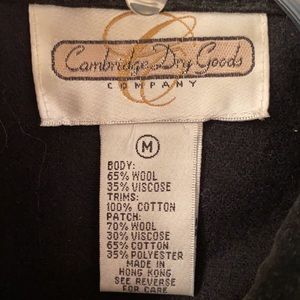 Cambridge Dry Goods
COMPANY
M
BODY:
65% WOOL
35% VISCOSE
TRIMS:
100% COTTON
PATCH:
70% WOOL
30% VISCOSE
65% COTTON
35% POLYESTER
MADE IN
HONG KONG
SEE REVERSE
FOR CARE